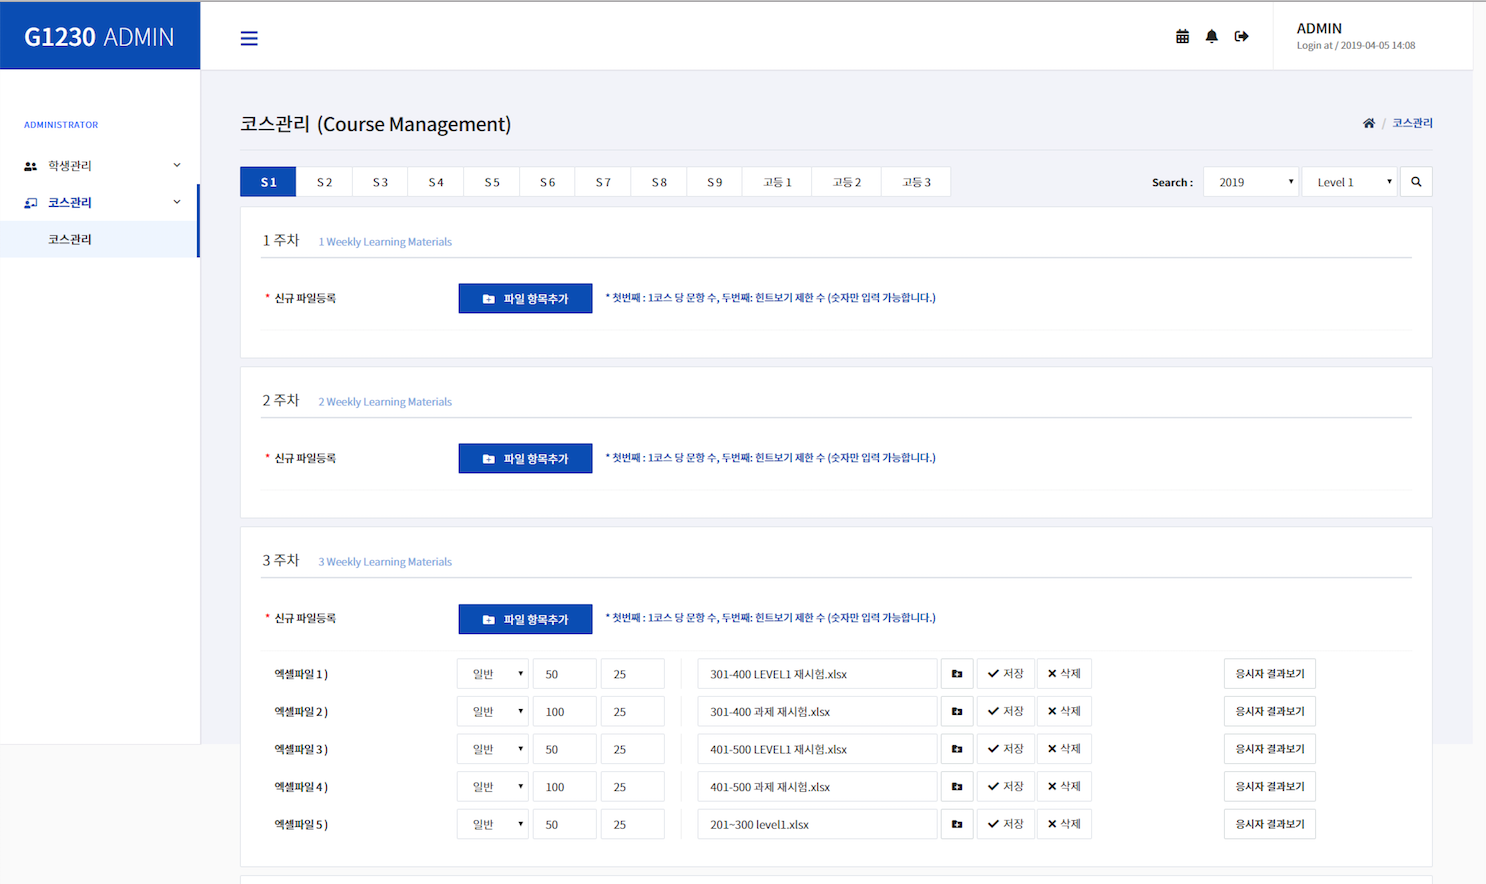 G1230 ADMIN
ADMIN
Login at / 2019-04-05 14:08
ADMINISTRATOR
학생관리
코스관리
코스관리
코스관리 (Course Management)
/ 코스관리
S 1 S 2 S 3 S 4 S 5 S 6 S 7 S 8 S 9 고등 1 고등 2 고등 3
Search : 2019 Level 1
1 주차 1 Weekly Learning Materials
* 신규 파일등록 파일 항목추가 * 첫번째 : 1코스 당 문항 수, 두번째: 힌트보기 제한 수 (숫자만 입력 가능합니다.)
2 주차 2 Weekly Learning Materials
* 신규 파일등록 파일 항목추가 * 첫번째 : 1코스 당 문항 수, 두번째: 힌트보기 제한 수 (숫자만 입력 가능합니다.)
3 주차 3 Weekly Learning Materials
* 신규 파일등록 파일 항목추가 * 첫번째 : 1코스 당 문항 수, 두번째: 힌트보기 제한 수 (숫자만 입력 가능합니다.)
엑셀파일 1 ) 일반 50 25 301-400 LEVEL1 재시험.xlsx 저장 삭제 응시자 결과보기
엑셀파일 2 ) 일반 100 25 301-400 과제 재시험.xlsx 저장 삭제 응시자 결과보기
엑셀파일 3 ) 일반 50 25 401-500 LEVEL1 재시험.xlsx 저장 삭제 응시자 결과보기
엑셀파일 4 ) 일반 100 25 401-500 과제 재시험.xlsx 저장 삭제 응시자 결과보기
엑셀파일 5 ) 일반 50 25 201~300 level1.xlsx 저장 삭제 응시자 결과보기